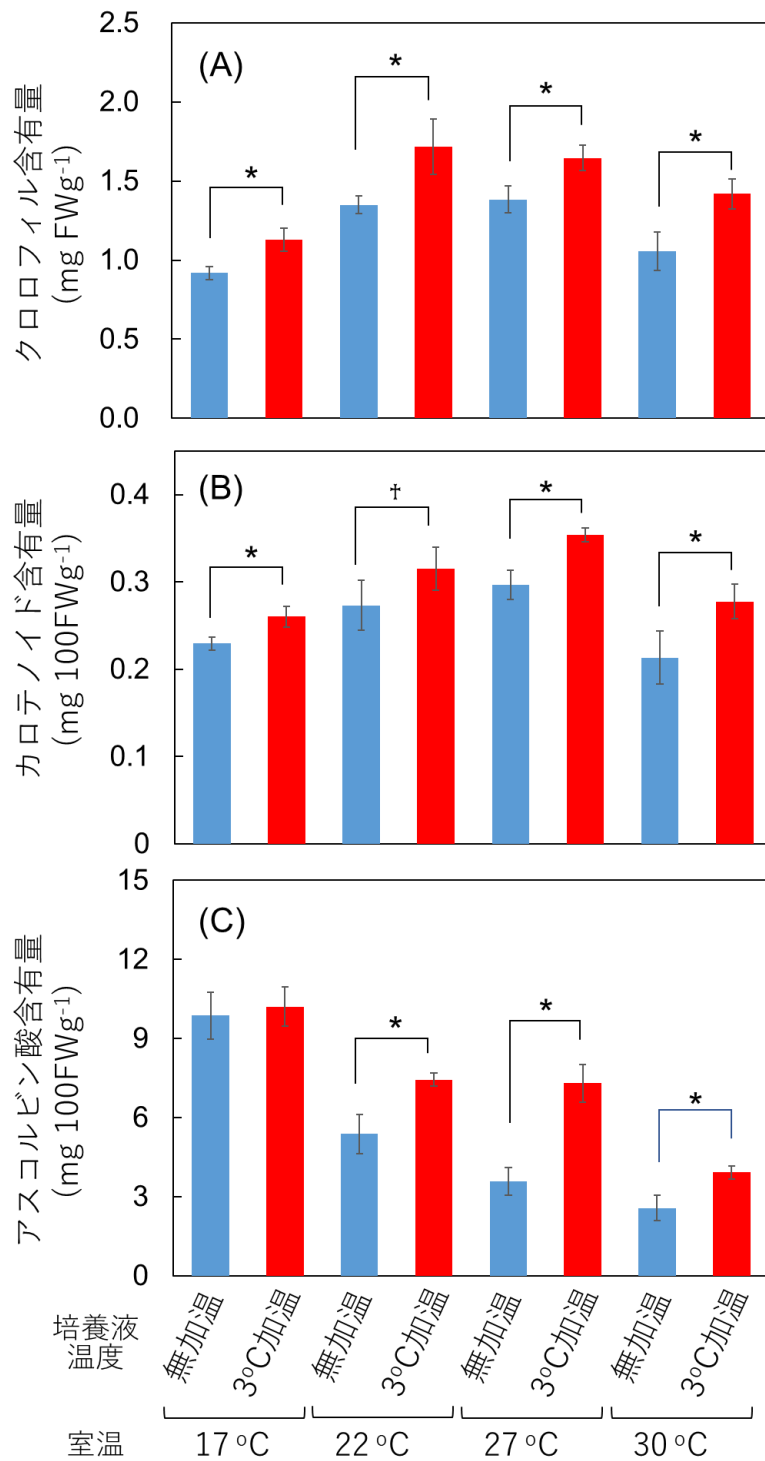 クロロフィル含有量
(mg FWg-1)
2.5
2.0
1.5
1.0
0.5
0.0
(A)
*
*
*
*
カロテノイド含有量
(mg 100FWg-1)
0.4
0.3
0.2
0.1
0
(B)
*
†
*
*
アスコルビン酸含有量
(mg 100FWg-1)
15
12
9
6
3
0
(C)
*
*
*
培養液
温度
無加温
3℃加温
無加温
3℃加温
無加温
3℃加温
無加温
3℃加温
室温
17 ℃
22 ℃
27 ℃
30 ℃